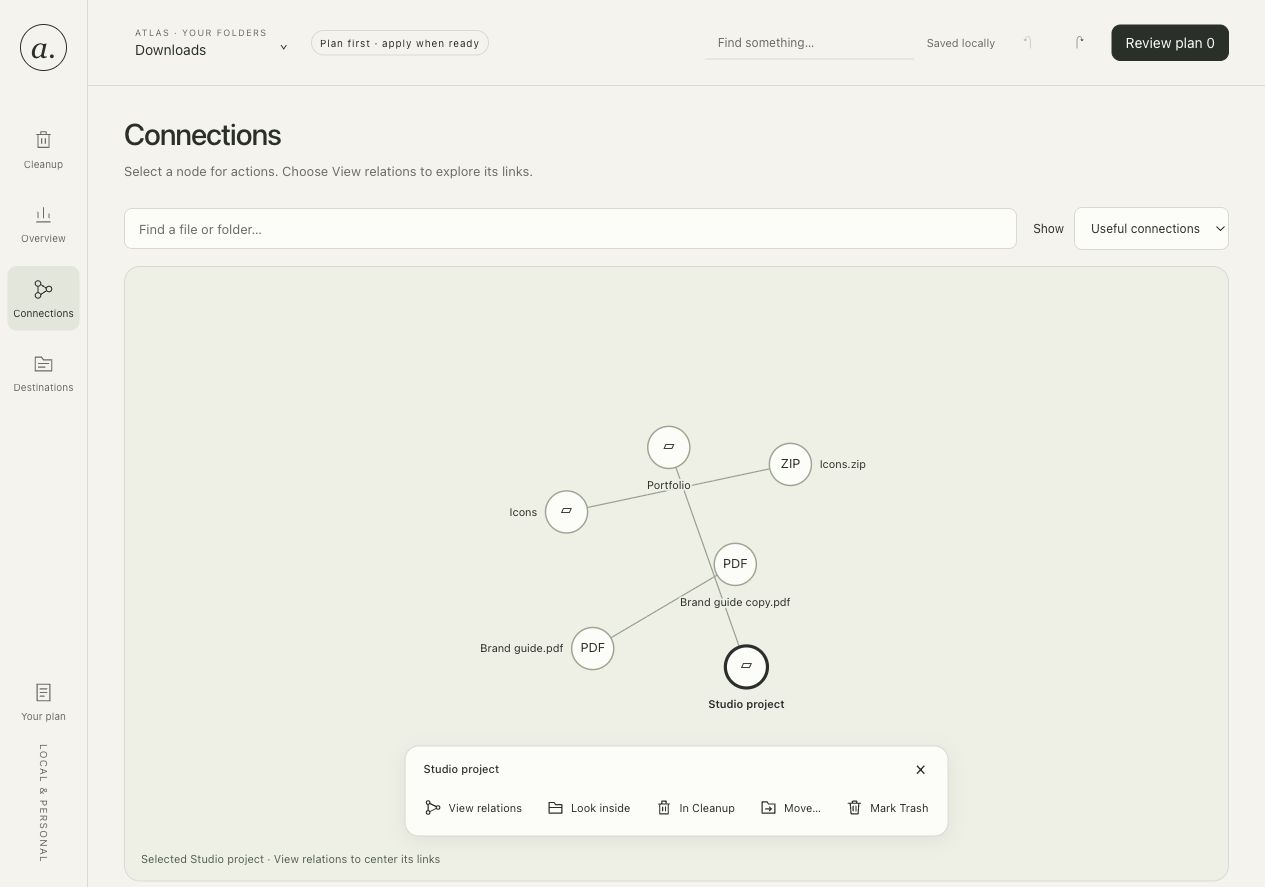 a.
ATLAS · YOUR FOLDERS
Downloads
Plan first · apply when ready
Find something...
Saved locally
Review plan 0
Cleanup
Overview
Connections
Destinations
Your plan
LOCAL & PERSONAL
Connections
Select a node for actions. Choose View relations to explore its links.
Find a file or folder...
Show
Useful connections
Portfolio
ZIP
Icons.zip
Icons
PDF
Brand guide copy.pdf
Brand guide.pdf
PDF
Studio project
Studio project
View relations
Look inside
In Cleanup
Move...
Mark Trash
Selected Studio project · View relations to center its links